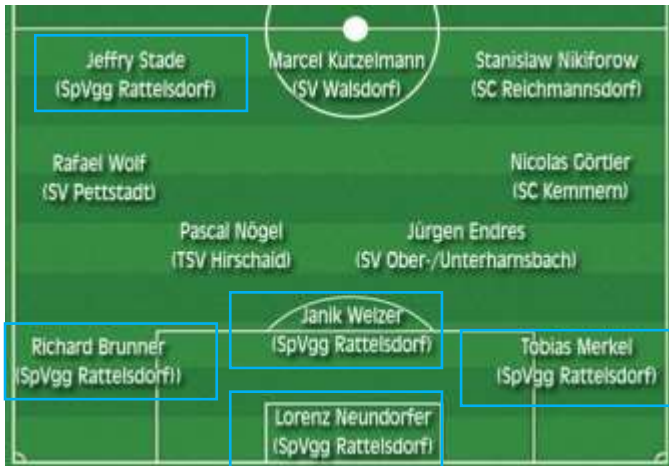 Jeffry Stade
(SpVgg Rattelsdorf)
Marcel Kutzelmann
(SV Walsdorf)
Stanislaw Nikiforow
(SC Reichmannsdorf)
Rafael Wolf
(SV Pettstadt)
Nicolas Görtler
(SC Kemmern)
Pascal Nögel
(TSV Hirschaid)
Jürgen Endres
(SV Ober-/Unterharnsbach)
Janik Welzer
(SpVgg Rattelsdorf)
Richard Brunner
(SpVgg Rattelsdorf))
Tobias Merkel
(SpVgg Rattelsdorf)
Lorenz Neundorfer
(SpVgg Rattelsdorf)